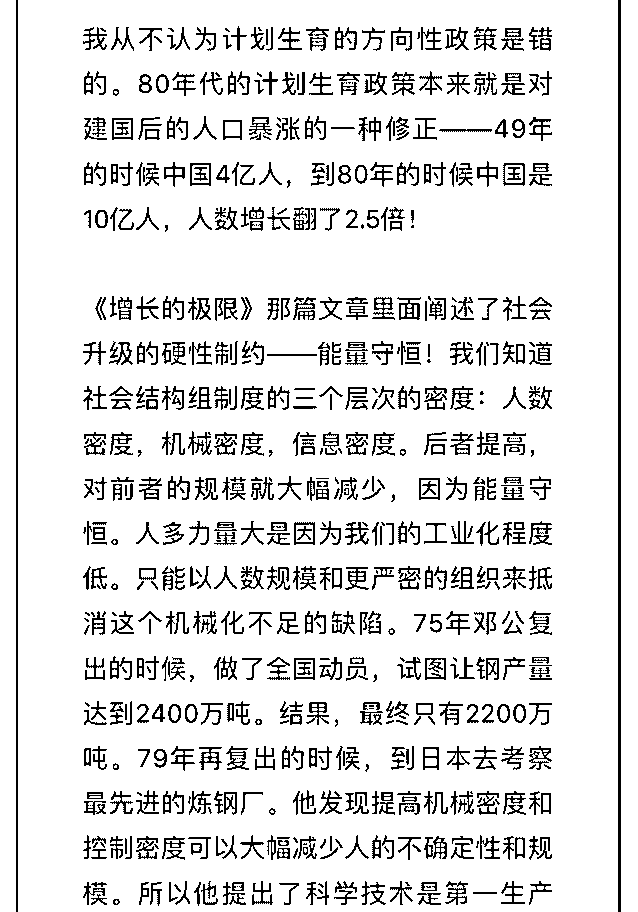 我从不认为计划生育的方向性政策是错
的。80年代的计划生育政策本来就是对
建国后的人口暴涨的一种修正——49年
的时候中国4亿人，到80年的时候中国是
10亿人，人数增长翻了2.5倍！
《增长的极限》那篇文章里面阐述了社会
升级的硬性制约——能量守恒！我们知道
社会结构组制度的三个层次的密度：人数
密度，机械密度，信息密度。后者提高，
对前者的规模就大幅减少，因为能量守
恒。人多力量大是因为我们的工业化程度
低。只能以人数规模和更严密的组织来抵
消这个机械化不足的缺陷。75年邓公复
出的时候，做了全国动员，试图让钢产量
达到2400万吨。结果，最终只有2200万
吨。79年再复出的时候，到日本去考察
最先进的炼钢厂。他发现提高机械密度和
控制密度可以大幅减少人的不确定性和规
模。所以他提出了科学技术是第一生产